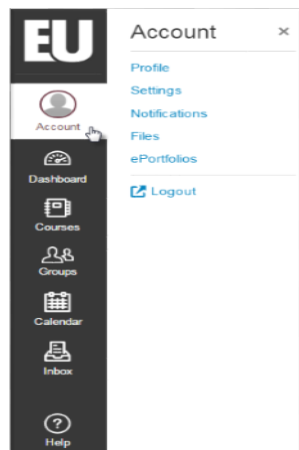 EU
Account
Dashboard
Courses
Groups
Calendar
Inbox
Help
Account ×
Profile
Settings
Notifications
Files
ePortfolios
Logout